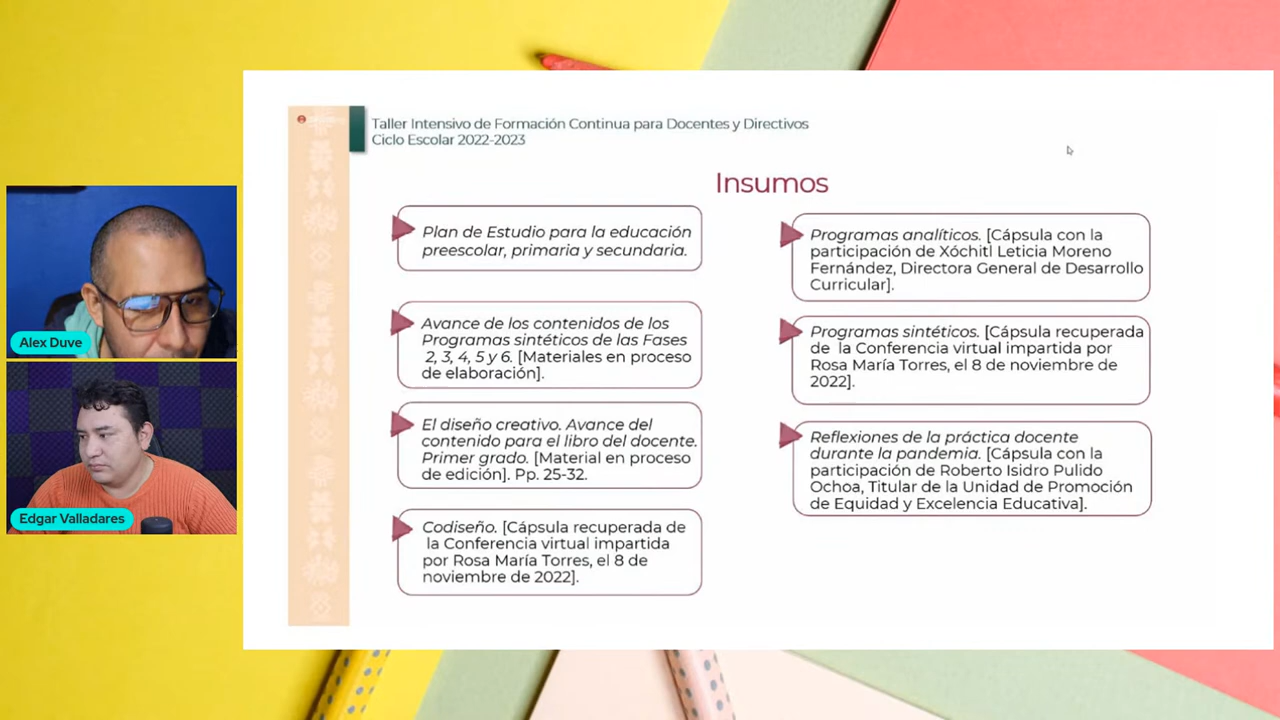 Taller Intensivo de Formación Continua para Docentes y Directivos
Ciclo Escolar 2022-2023
Insumos
Plan de Estudio para la educación
preescolar, primaria y secundaria.
Avance de los contenidos de los
Programas sintéticos de las Fases
2, 3, 4, 5 y 6. [Materiales en proceso
de elaboración].
El diseño creativo. Avance del
contenido para el libro del docente.
Primer grado. [Material en proceso
de edición]. Pp. 25-32.
Codiseño. [Cápsula recuperada de
la Conferencia virtual impartida
por Rosa María Torres, el 8 de
noviembre de 2022].
Programas analíticos. [Cápsula con la
participación de Xóchitl Leticia Moreno
Fernández, Directora General de Desarrollo
Curricular].
Programas sintéticos. [Cápsula recuperada
de la Conferencia virtual impartida por
Rosa María Torres, el 8 de noviembre de
2022].
Reflexiones de la práctica docente
durante la pandemia. [Cápsula con la
participación de Roberto Isidro Pulido
Ochoa, Titular de la Unidad de Promoción
de Equidad y Excelencia Educativa].
Alex Duve
Edgar Valladares